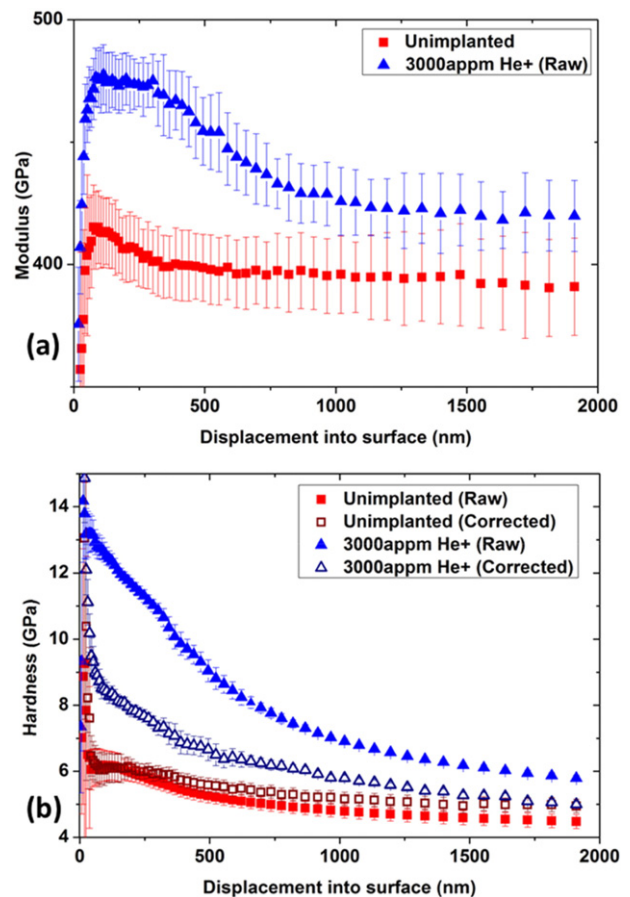 500
Unimplanted
3000appm He+ (Raw)
Modulus (GPa)
400
(a)
0 500 1000 1500 2000
Displacement into surface (nm)
Unimplanted (Raw)
Unimplanted (Corrected)
3000appm He+ (Raw)
3000appm He+ (Corrected)
14
12
10
8
6
4
Hardness (GPa)
(b)
0 500 1000 1500 2000
Displacement into surface (nm)